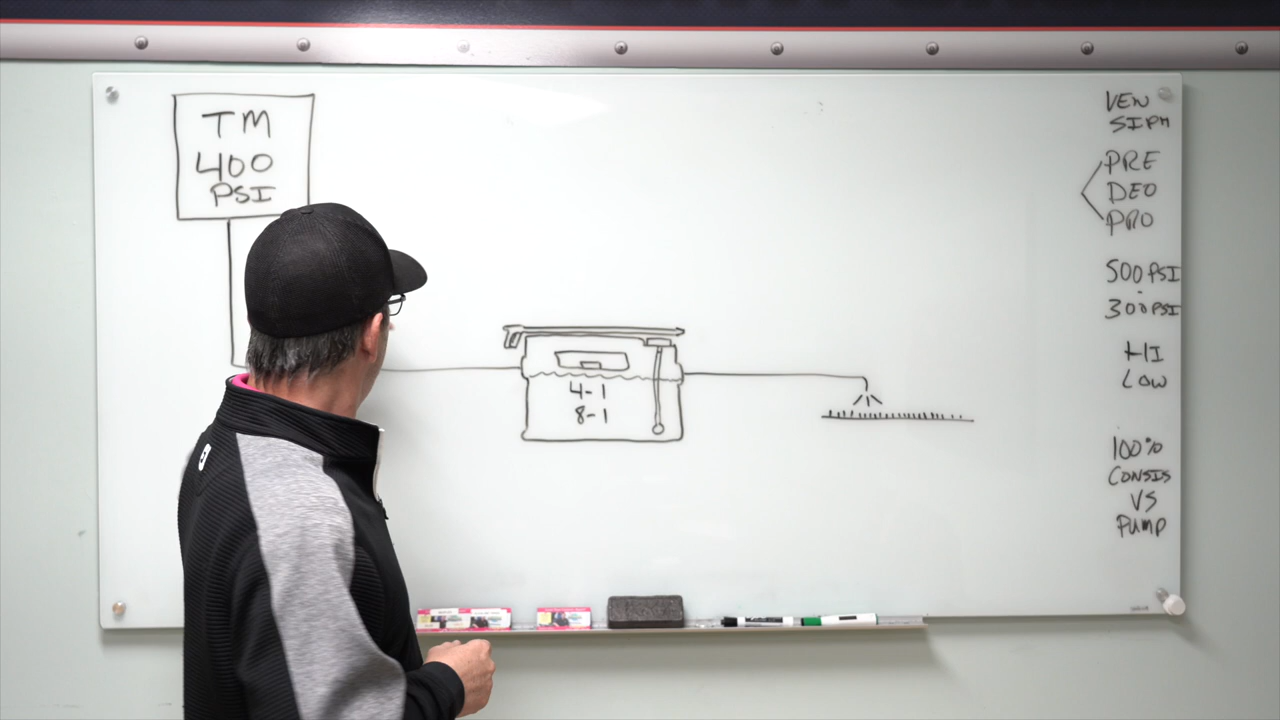 TM
400
PSI
4-1
8-1
VEN
SIPH
PRE
DEO
PRO
500 PSI
300 PSI
HI
LOW
100%
CONSIS
VS
PUMP